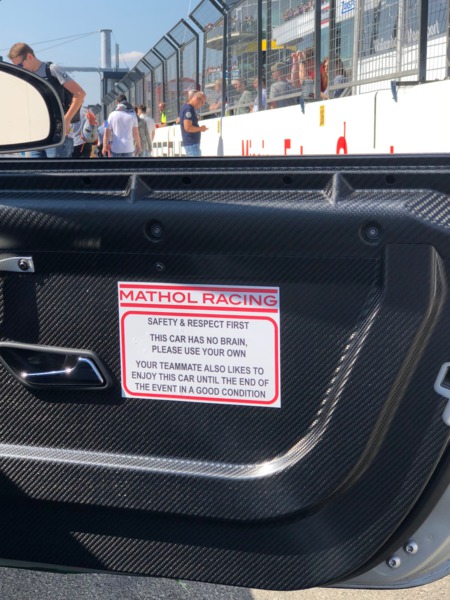 MATHOL RACING
SAFETY & RESPECT FIRST
THIS CAR HAS NO BRAIN,
PLEASE USE YOUR OWN
YOUR TEAMMATE ALSO LIKES TO
ENJOY THIS CAR UNTIL THE END OF
THE EVENT IN A GOOD CONDITION